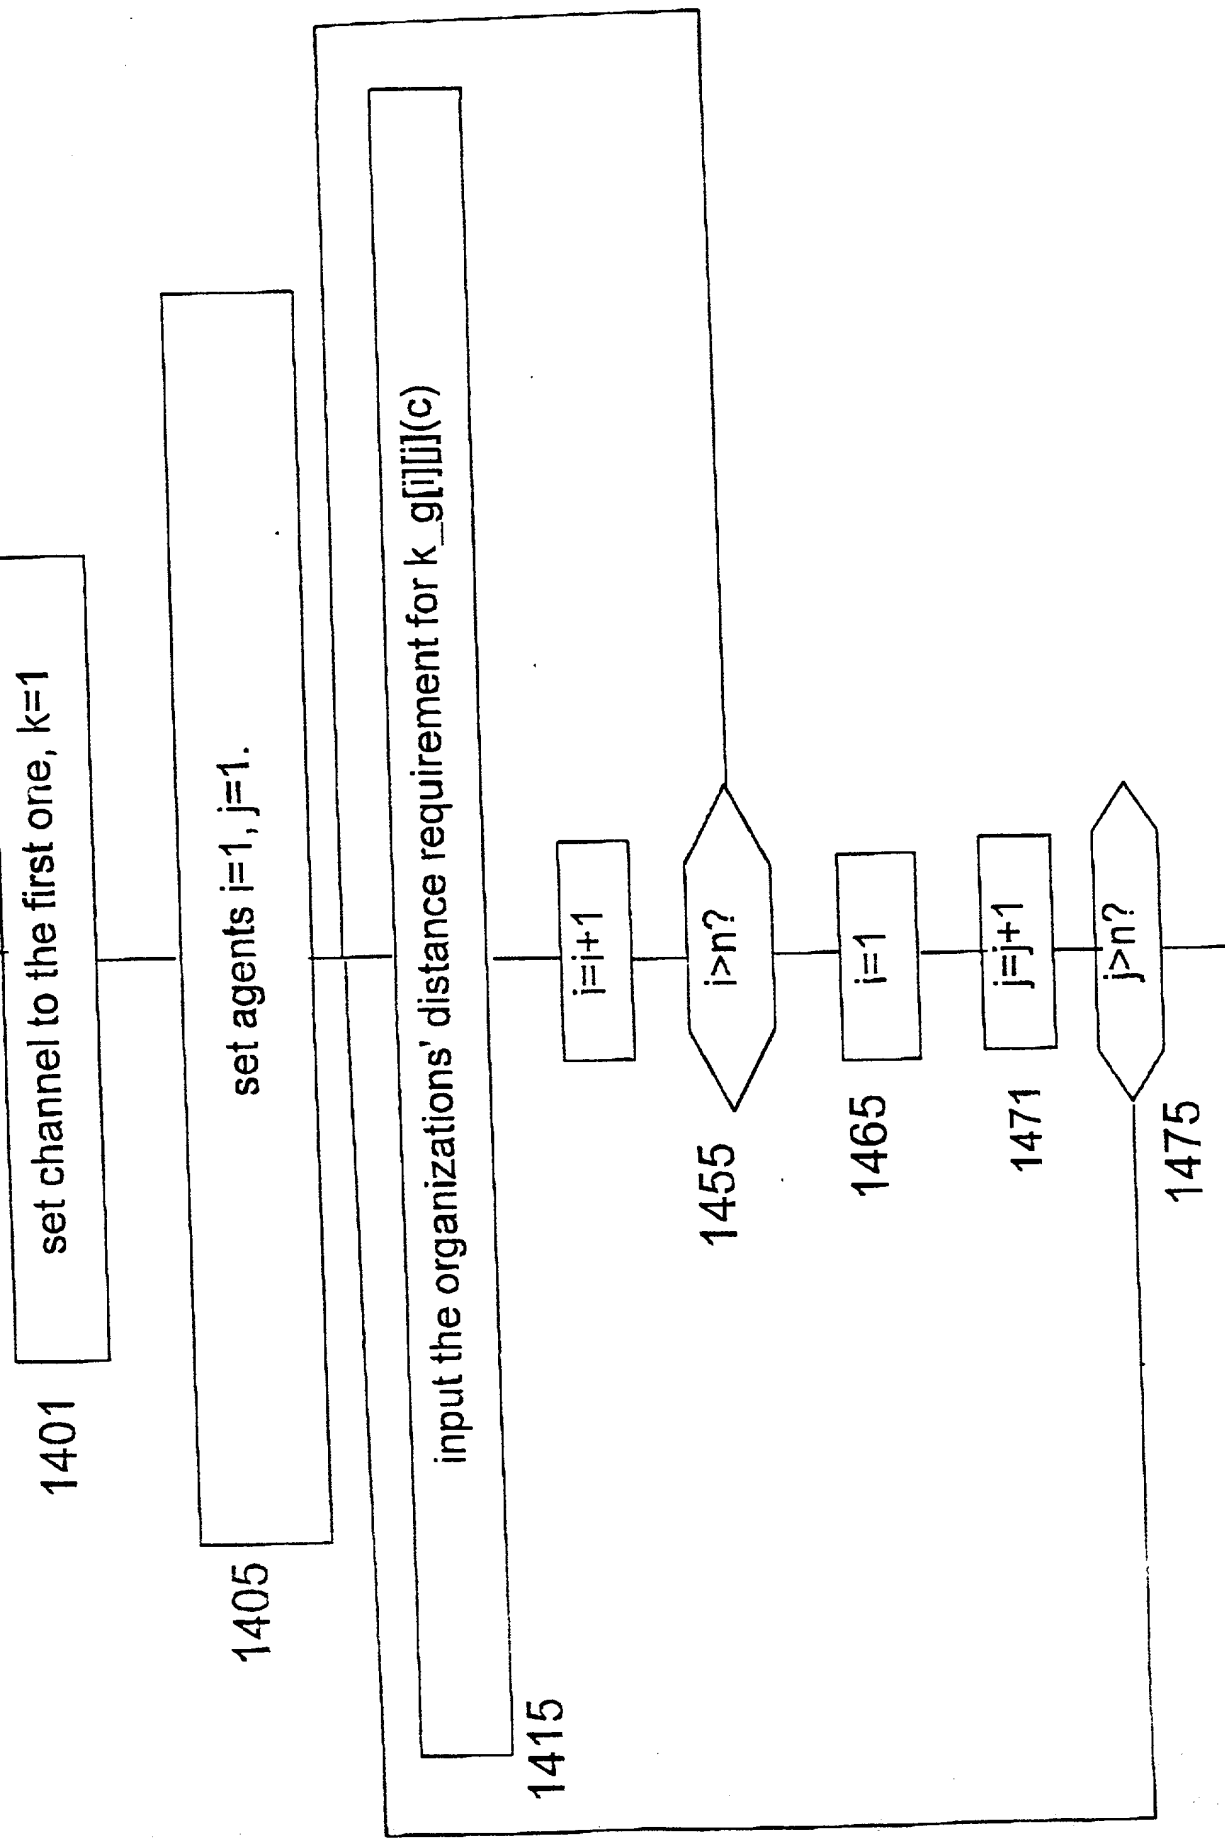 set channel to the first one, k=1
1401
set agents i=1, j=1.
1405
input the organizations' distance requirement for k_g[i][j](c)
1415
i=i+1
i>n?
1455
i=1
1465
j=j+1
1471
j>n?
1475